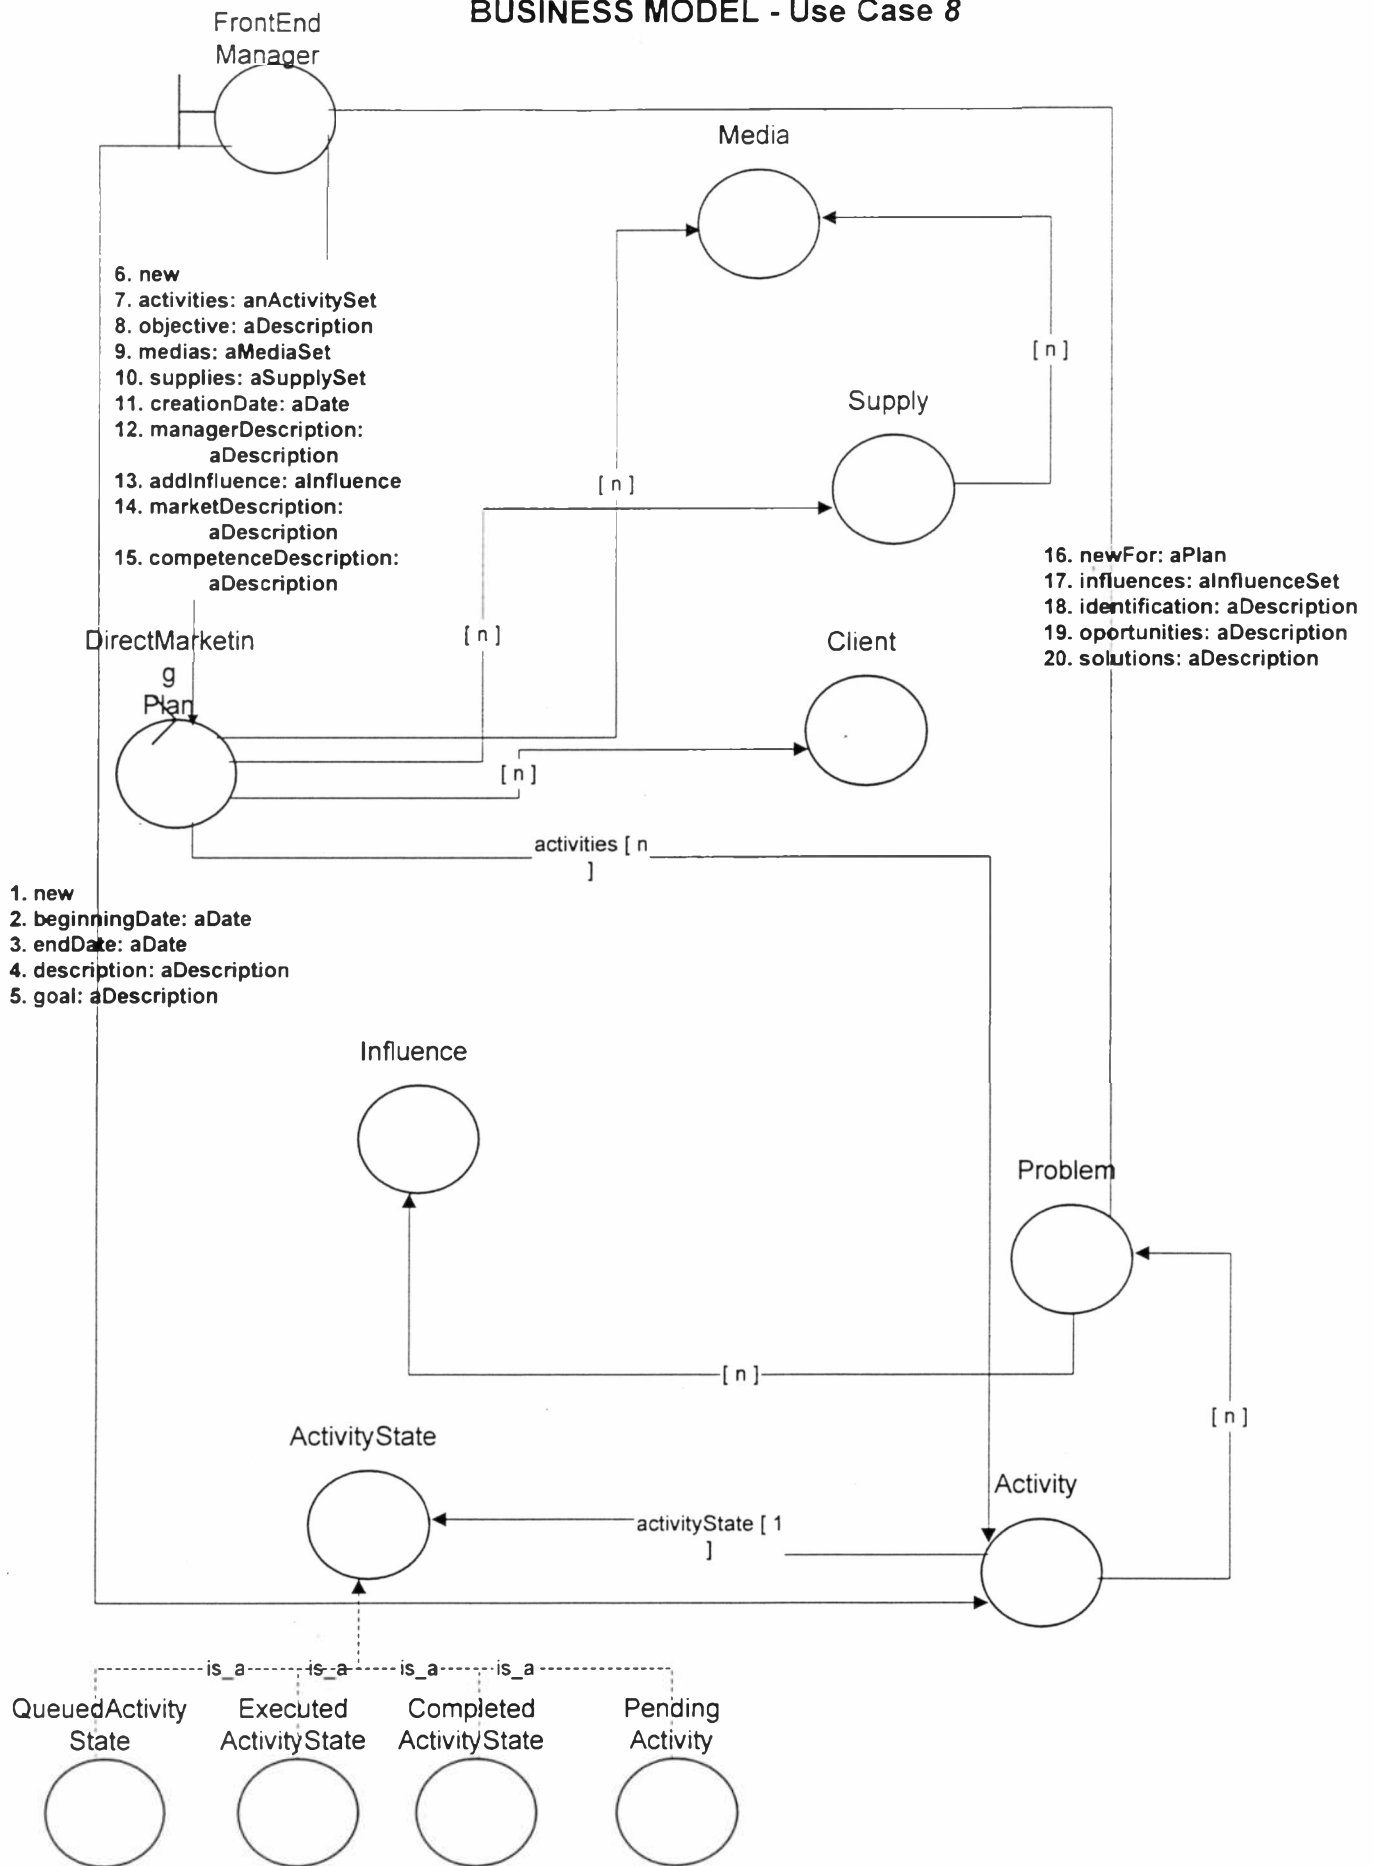 BUSINESS MODEL - Use Case 8
FrontEnd
Manager
Media
6. new
7. activities: anActivitySet
8. objective: aDescription
9. medias: aMediaSet
10. supplies: aSupplySet
11. creationDate: aDate
12. managerDescription:
aDescription
13. addInfluence: aInfluence
14. marketDescription:
aDescription
15. competenceDescription:
aDescription
[ n ]
Supply
[ n ]
16. newFor: aPlan
17. influences: aInfluenceSet
18. identification: aDescription
19. oportunities: aDescription
20. solutions: aDescription
[ n ]
Client
DirectMarketin
g
Plan
[ n ]
activities [ n
]
1. new
2. beginningDate: aDate
3. endDate: aDate
4. description: aDescription
5. goal: aDescription
Influence
Problem
[ n ]
[ n ]
ActivityState
Activity
activityState [ 1
]
is_a is_a is_a is_a
QueuedActivity
State
Executed
ActivityState
Completed
ActivityState
Pending
Activity